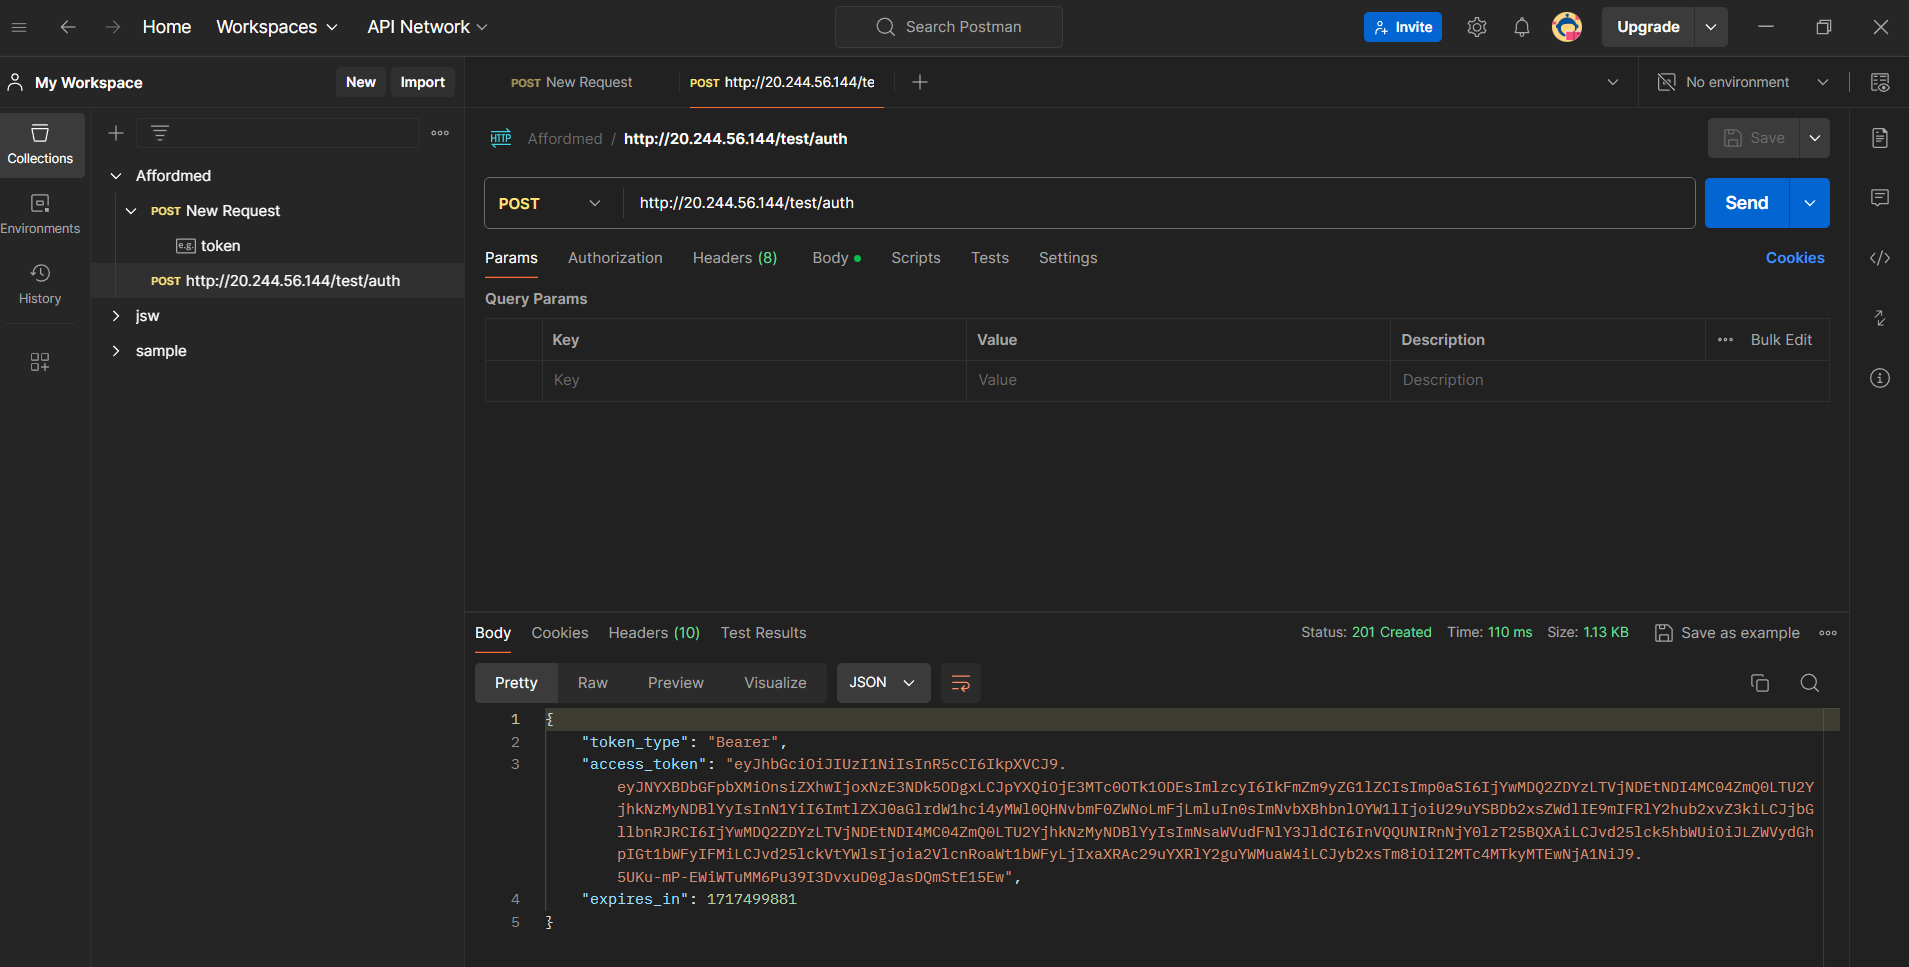 Home Workspaces API Network Search Postman Invite Upgrade
My Workspace New Import POST New Request POST http://20.244.56.144/te No environment
Collections
Environments
History
Affordmed
POST New Request
e.g. token
POST http://20.244.56.144/test/auth
jsw
sample
HTTP Affordmed / http://20.244.56.144/test/auth Save
POST http://20.244.56.144/test/auth Send
Params Authorization Headers (8) Body Scripts Tests Settings Cookies
Query Params
Key Value Description Bulk Edit
Key Value Description
Body Cookies Headers (10) Test Results Status: 201 Created Time: 110 ms Size: 1.13 KB Save as example
Pretty Raw Preview Visualize JSON
1 {
2 "token_type": "Bearer",
3 "access_token": "eyJhbGciOiJIUzI1NiIsInR5cCI6IkpXVCJ9.
eyJNYXBDbGFpbXMiOnsiZXhwIjoxNzE3NDk5ODgxLCJpYXQiOjE3MTc0OTk1ODEsImlzcyI6IkFmZm9yZG1lZCIsImp0aSI6IjYwMDQ2ZDYzLTVjNDEtNDI4MC04ZmQ0LTU2Y
jhkNzMyNDBlYyIsInN1YiI6ImtlZXJ0aGlrdW1hci4yMWl0QHNvbmF0ZWNoLmFjLmluIn0sImNvbXBhbnlOYW1lIjoiU29uYSBDb2xsZWdlIE9mIFRlY2hub2xvZ3kiLCJjbG
llbnRJRCI6IjYwMDQ2ZDYzLTVjNDEtNDI4MC04ZmQ0LTU2YjhkNzMyNDBlYyIsImNsaWVudFNlY3JldCI6InVQQUNIRnNjY0lzT25BQXAiLCJvd25lck5hbWUiOiJLZWVydGh
pIGt1bWFyIFMiLCJvd25lckVtYWlsIjoia2VlcnRoaWt1bWFyLjIxaXRAc29uYXRlY2guYWMuaW4iLCJyb2xsTm8iOiI2MTc4MTkyMTEwNjA1NiJ9.
5UKu-mP-EWiWTuMM6Pu39I3DvxuD0gJasDQmStE15Ew",
4 "expires_in": 1717499881
5 }